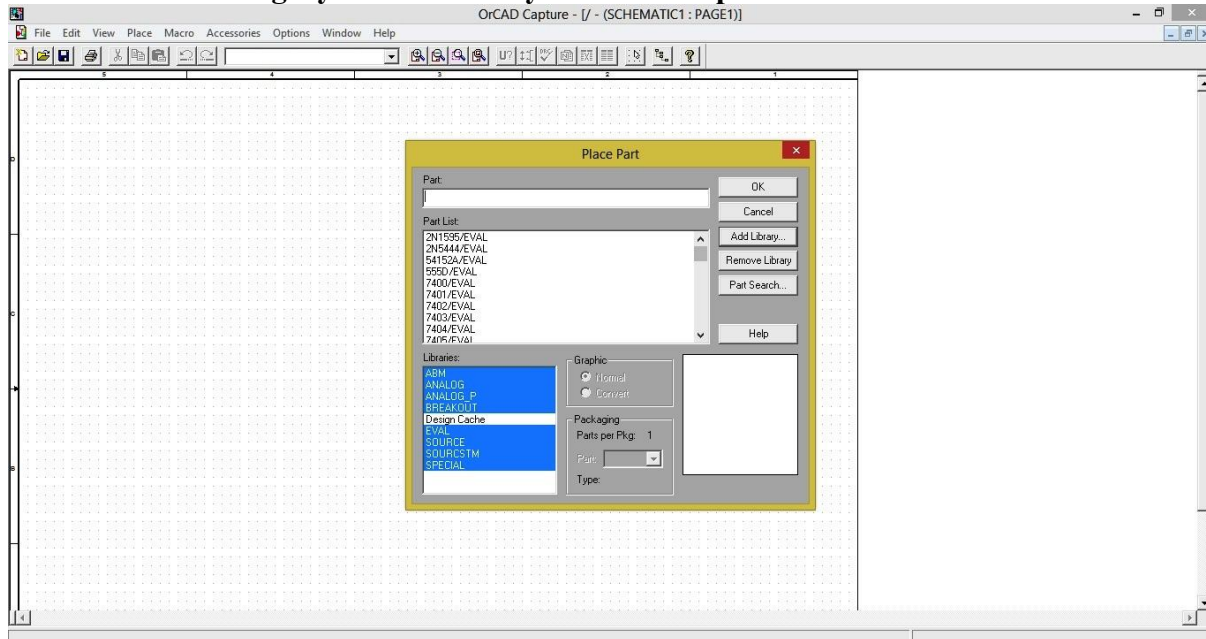 OrCAD Capture - [/ - (SCHEMATIC1 : PAGE1)]
File Edit View Place Macro Accessories Options Window Help
U?
5 4 3 2 1
Place Part
Part:
OK
Cancel
Part List:
Add Library...
2N1595/EVAL
2N5444/EVAL
54152A/EVAL
555D/EVAL
7400/EVAL
7401/EVAL
7402/EVAL
7403/EVAL
7404/EVAL
7405/EVAL
Remove Library
Part Search...
Help
Libraries:
ABM
ANALOG
ANALOG_P
BREAKOUT
Design Cache
EVAL
SOURCE
SOURCSTM
SPECIAL
Graphic
Normal
Convert
Packaging
Parts per Pkg: 1
Part:
Type:
D
C
B